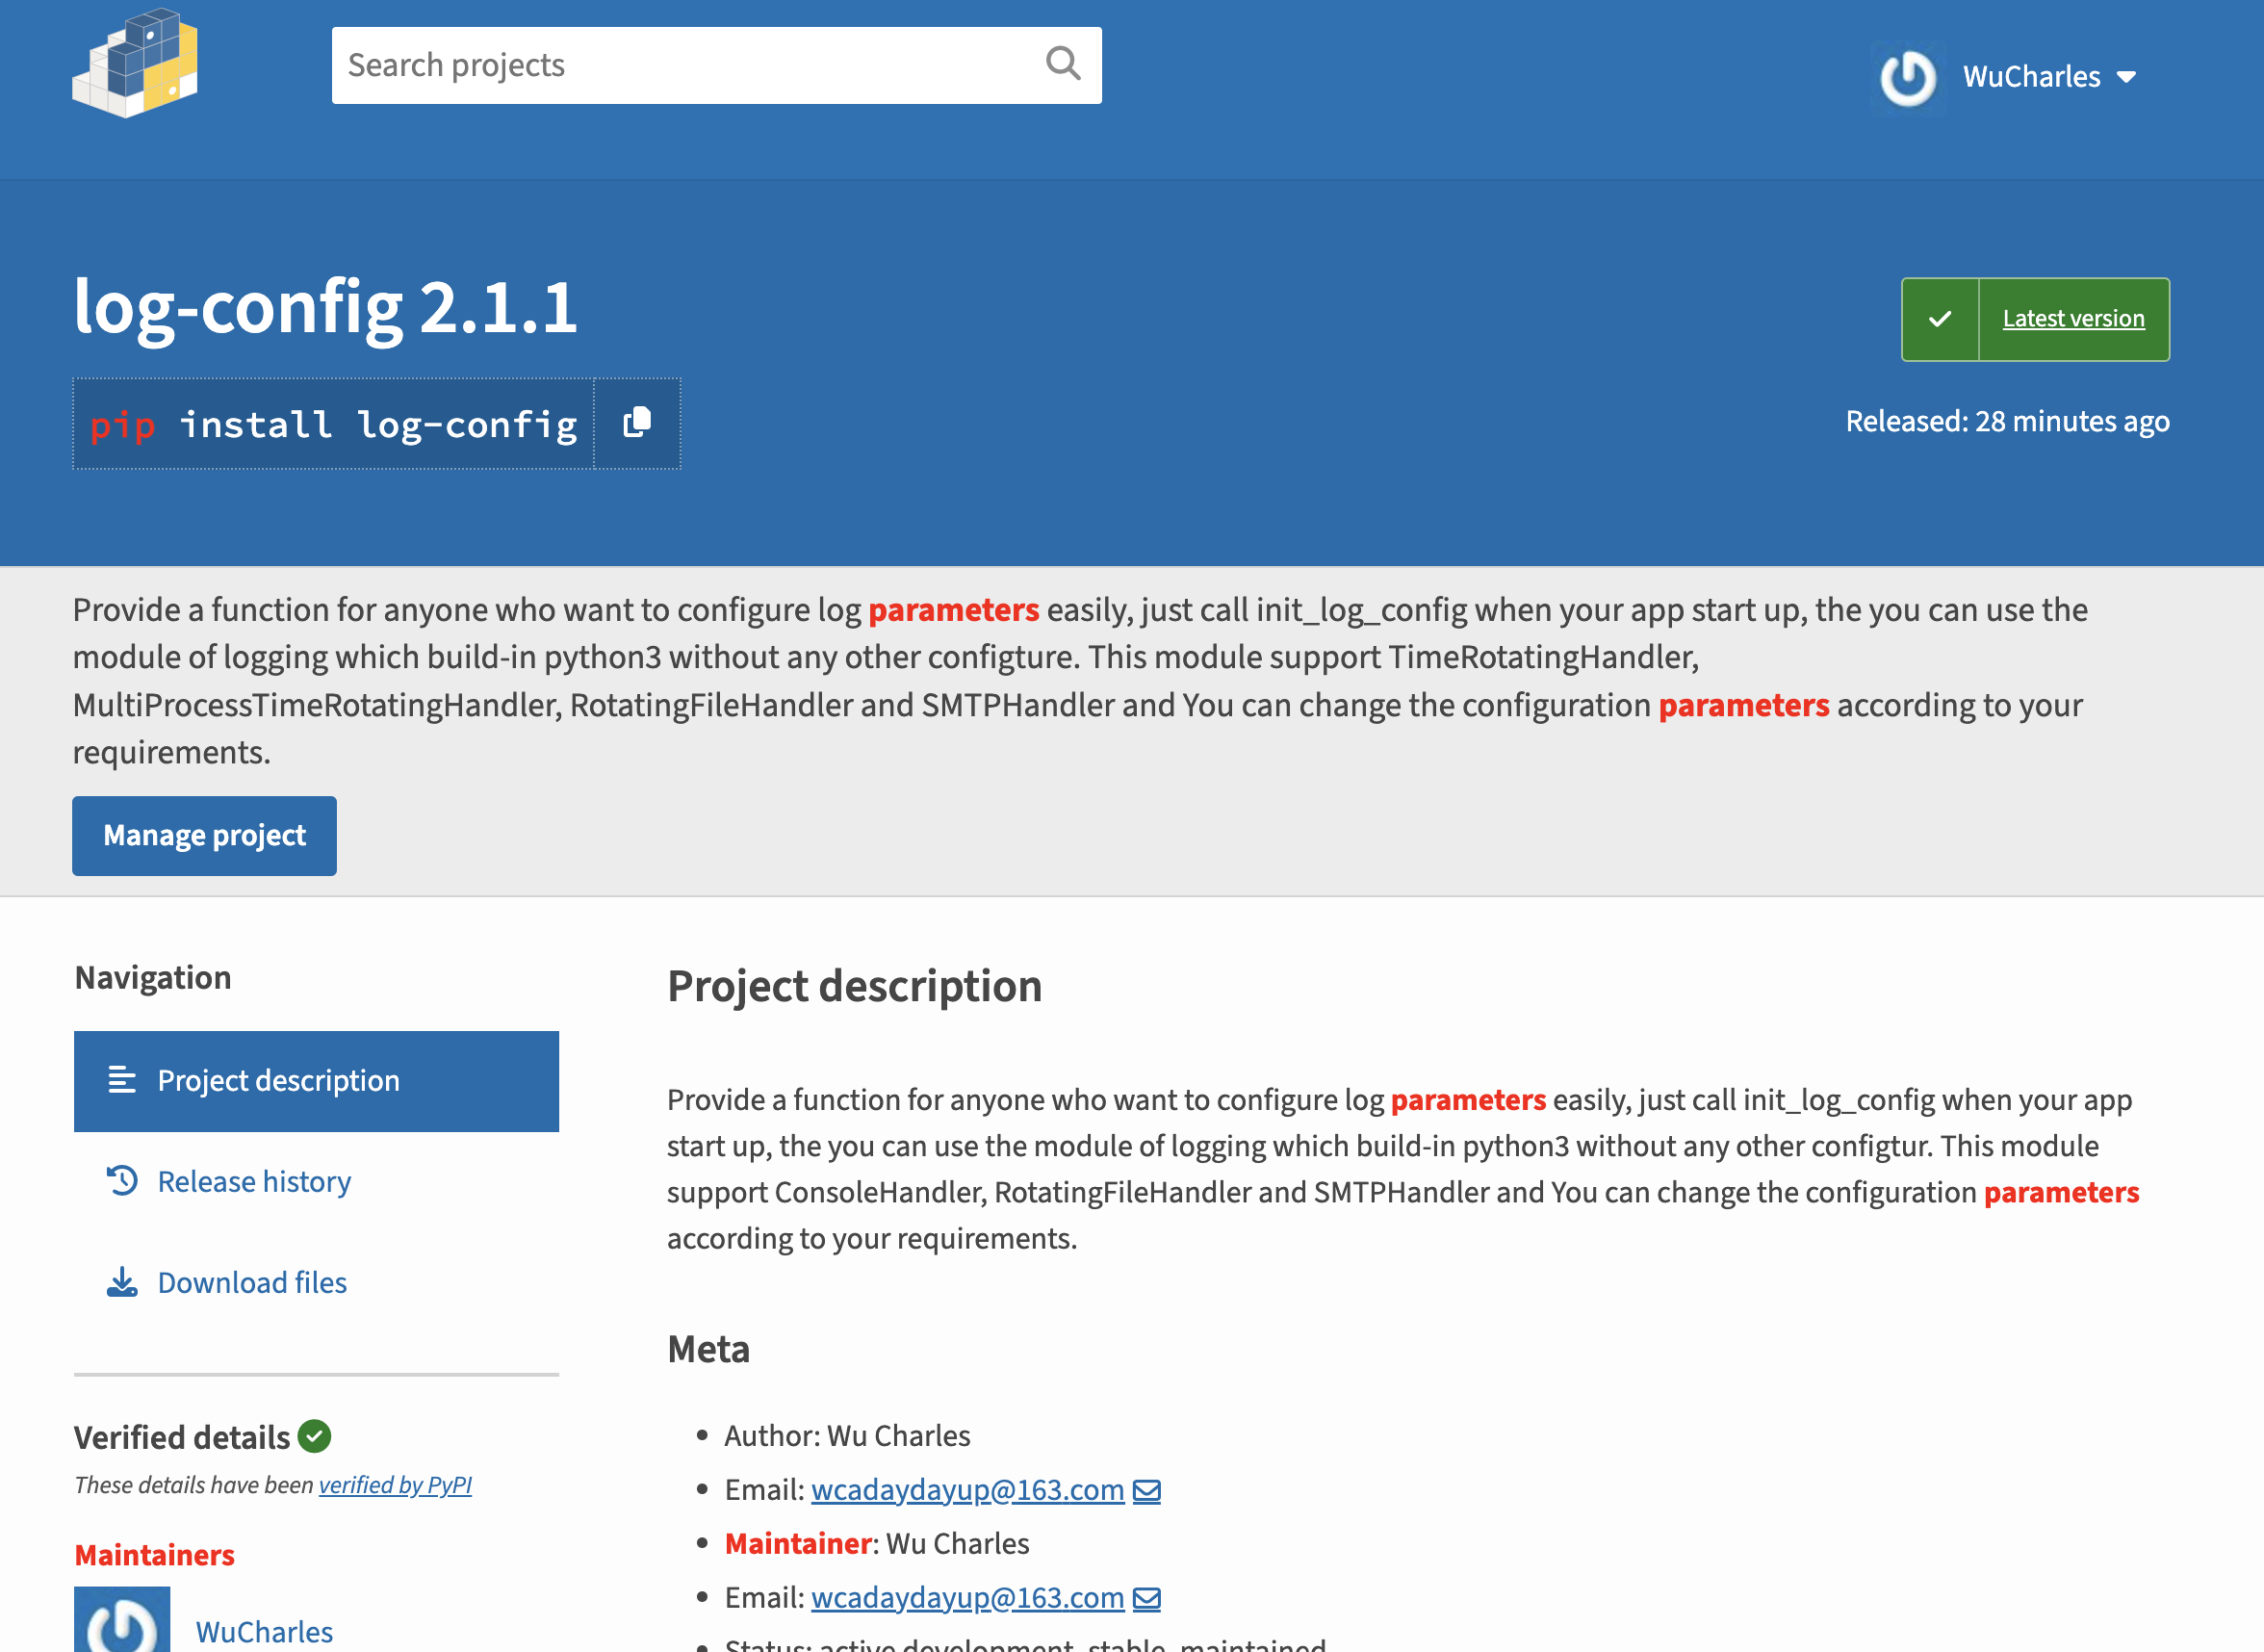 Search projects
WuCharles
log-config 2.1.1
pip install log-config
Latest version
Released: 28 minutes ago
Provide a function for anyone who want to configure log parameters easily, just call init_log_config when your app start up, the you can use the
module of logging which build-in python3 without any other configture. This module support TimeRotatingHandler,
MultiProcessTimeRotatingHandler, RotatingFileHandler and SMTPHandler and You can change the configuration parameters according to your
requirements.
Manage project
Navigation
Project description
Release history
Download files
Verified details
These details have been verified by PyPI
Maintainers
WuCharles
Project description
Provide a function for anyone who want to configure log parameters easily, just call init_log_config when your app
start up, the you can use the module of logging which build-in python3 without any other configtur. This module
support ConsoleHandler, RotatingFileHandler and SMTPHandler and You can change the configuration parameters
according to your requirements.
Meta
Author: Wu Charles
Email: wcadaydayup@163.com
Maintainer: Wu Charles
Email: wcadaydayup@163.com
Status: active development, stable, maintained